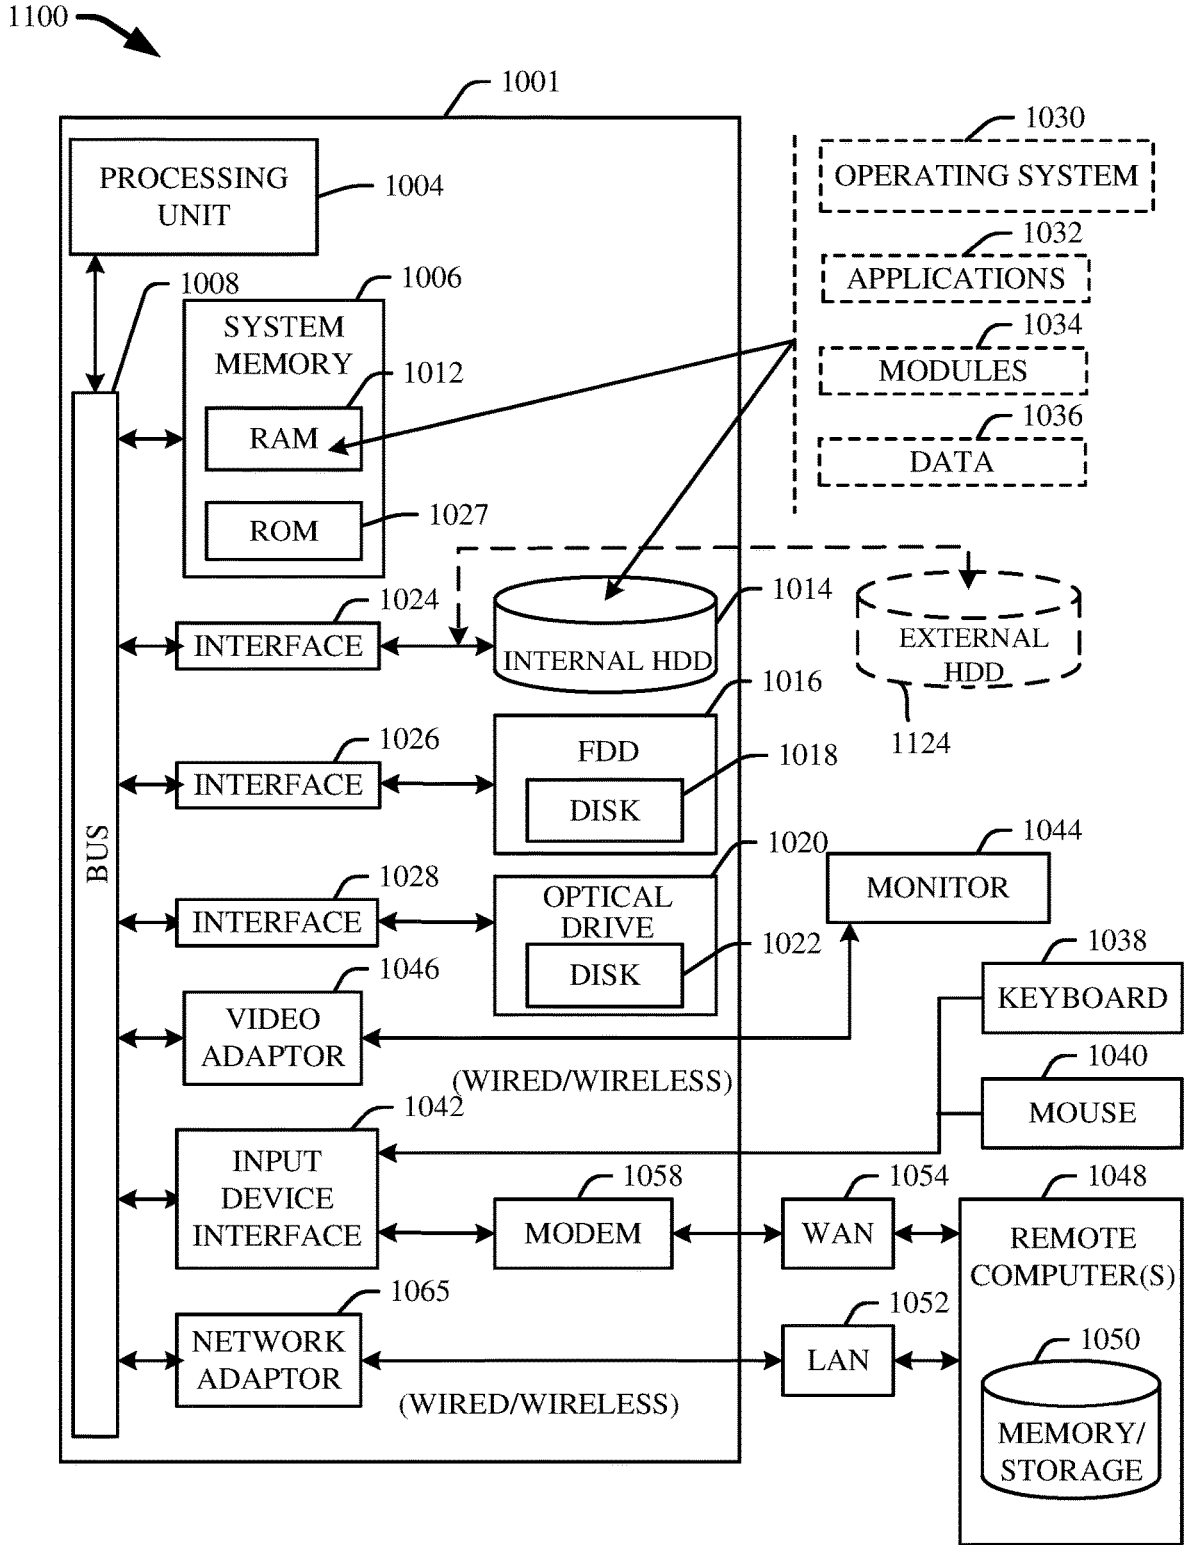 1100
1001
PROCESSING
UNIT
1004
1030
OPERATING SYSTEM
1032
APPLICATIONS
1034
MODULES
1036
DATA
1008
1006
SYSTEM
MEMORY
1012
RAM
ROM
1027
1024
INTERFACE
1014
INTERNAL HDD
EXTERNAL
HDD
1124
1026
INTERFACE
1016
FDD
1018
DISK
BUS
1028
INTERFACE
1020
OPTICAL
DRIVE
1022
DISK
1044
MONITOR
1046
VIDEO
ADAPTOR
(WIRED/WIRELESS)
1038
KEYBOARD
1040
MOUSE
1042
INPUT
DEVICE
INTERFACE
1058
MODEM
1054
WAN
1048
REMOTE
COMPUTER(S)
1065
NETWORK
ADAPTOR
(WIRED/WIRELESS)
1052
LAN
1050
MEMORY/
STORAGE